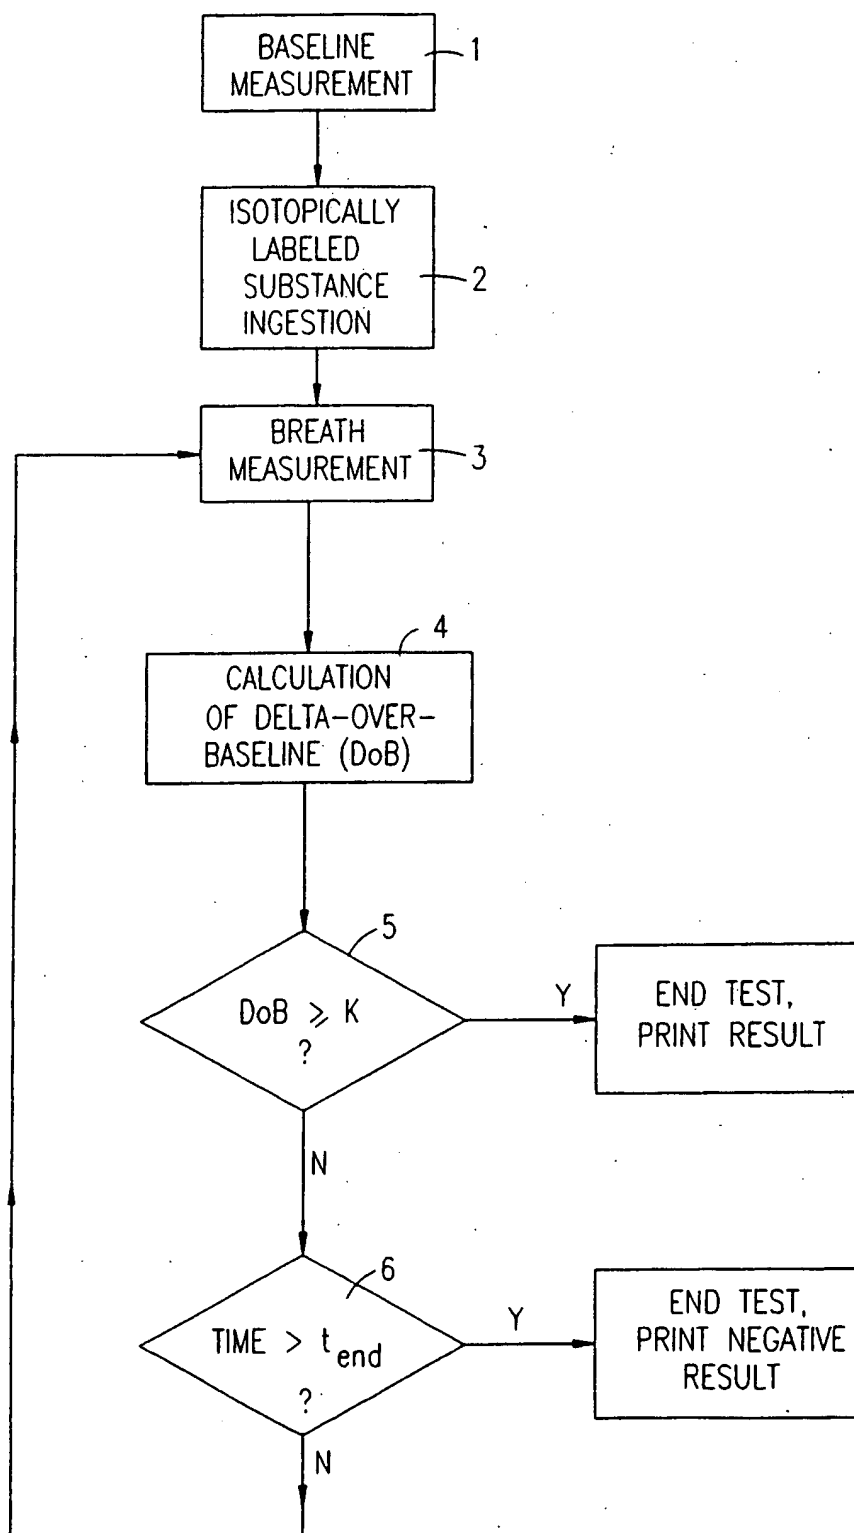 BASELINE
MEASUREMENT
1
ISOTOPICALLY
LABELED
SUBSTANCE
INGESTION
2
BREATH
MEASUREMENT
3
4
CALCULATION
OF DELTA-OVER-
BASELINE (DoB)
5
DoB ⩾ K
?
Y
END TEST,
PRINT RESULT
N
6
TIME > t_end
?
Y
END TEST,
PRINT NEGATIVE
RESULT
N